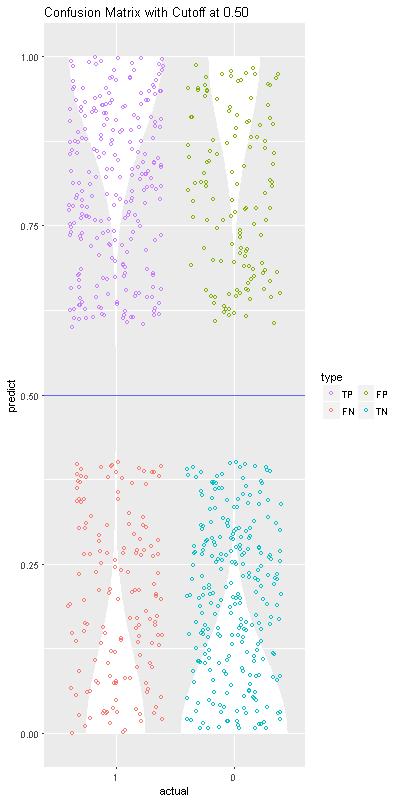 Confusion Matrix with Cutoff at 0.50
1.00
0.75
0.50
0.25
0.00
predict
1 0
actual
type
TP FP
FN TN